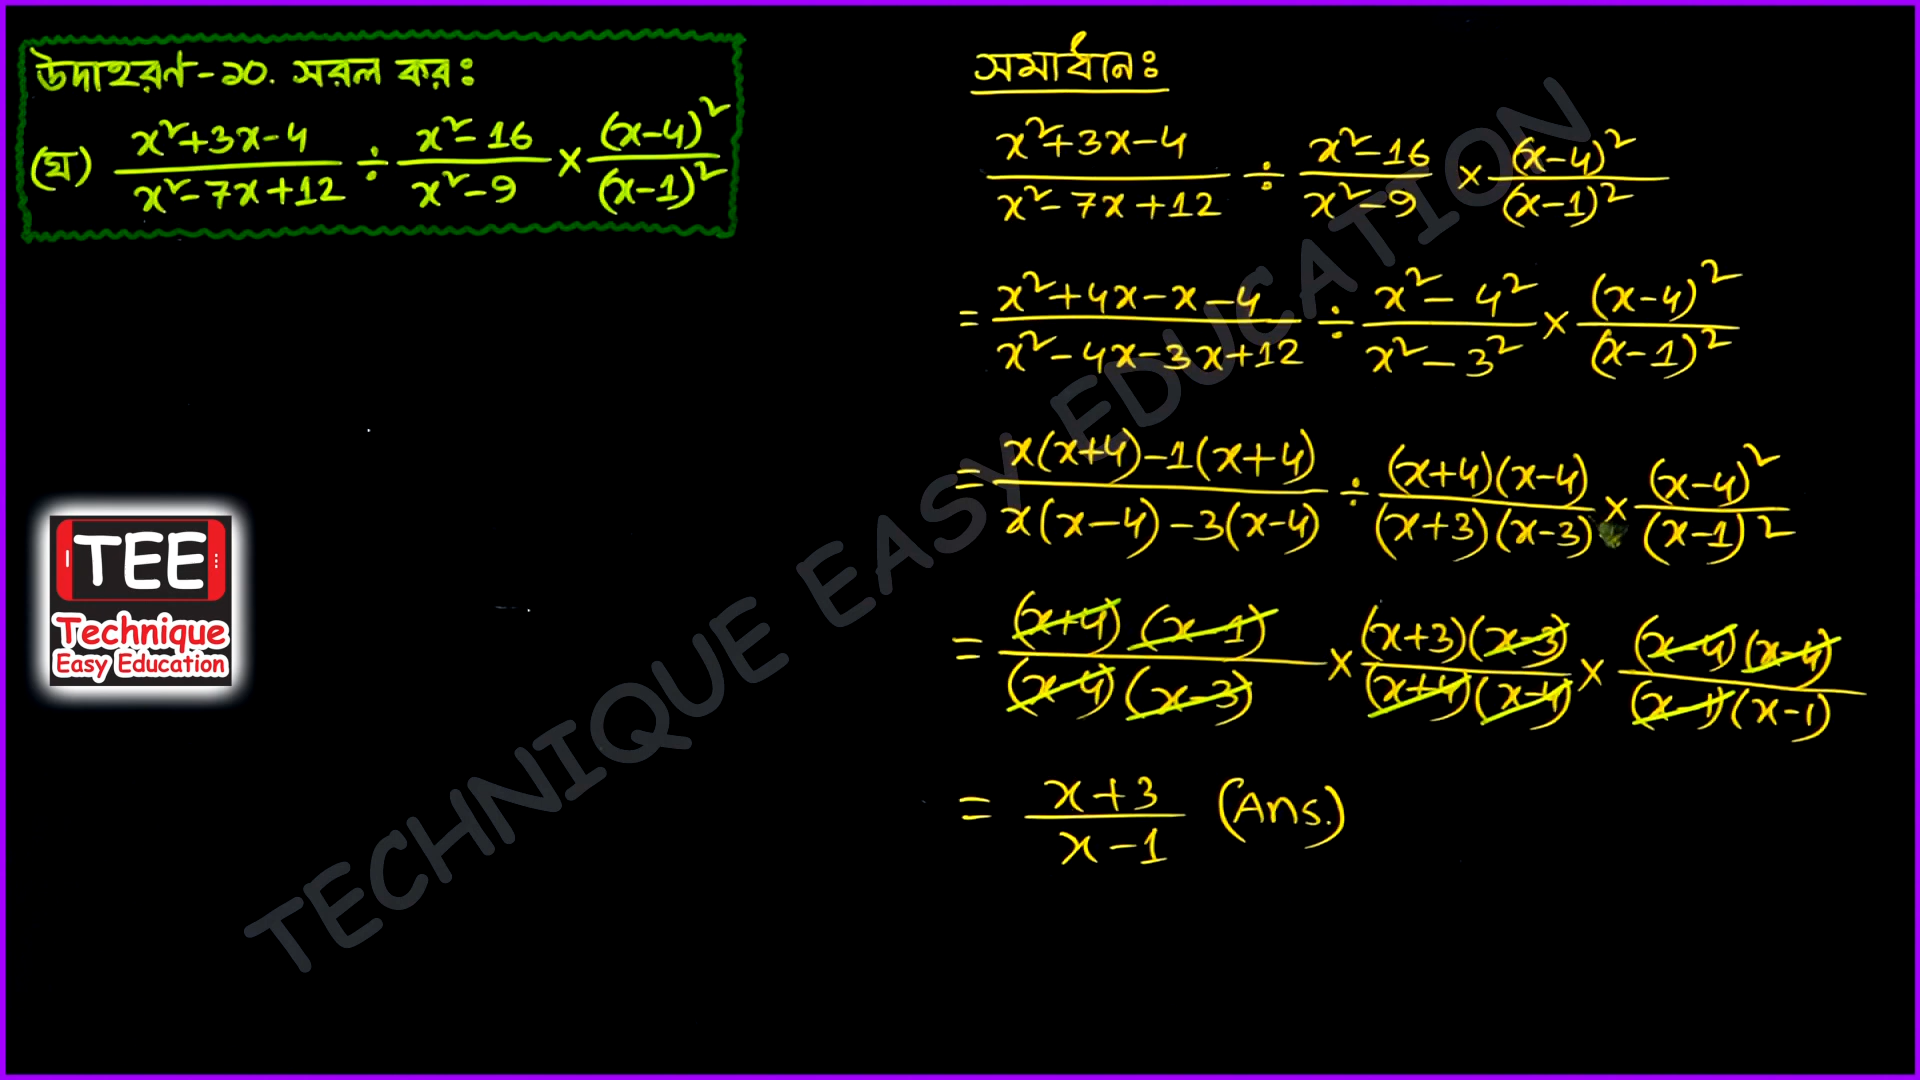 উদাহরণ-১০. সরল করঃ
(ঘ) (x²+3x-4)/(x²-7x+12) ÷ (x²-16)/(x²-9) × (x-4)²/(x-1)²
সমাধানঃ
(x²+3x-4)/(x²-7x+12) ÷ (x²-16)/(x²-9) × (x-4)²/(x-1)²
= (x²+4x-x-4)/(x²-4x-3x+12) ÷ (x²-4²)/(x²-3²) × (x-4)²/(x-1)²
= (x(x+4)-1(x+4))/(x(x-4)-3(x-4)) ÷ ((x+4)(x-4))/((x+3)(x-3)) × (x-4)²/(x-1)²
= ((x+4)(x-1))/((x-4)(x-3)) × ((x+3)(x-3))/((x+4)(x-4)) × ((x-4)(x-4))/((x-1)(x-1))
= (x+3)/(x-1) (Ans.)
TEE
Technique
Easy Education
TECHNIQUE EASY EDUCATION